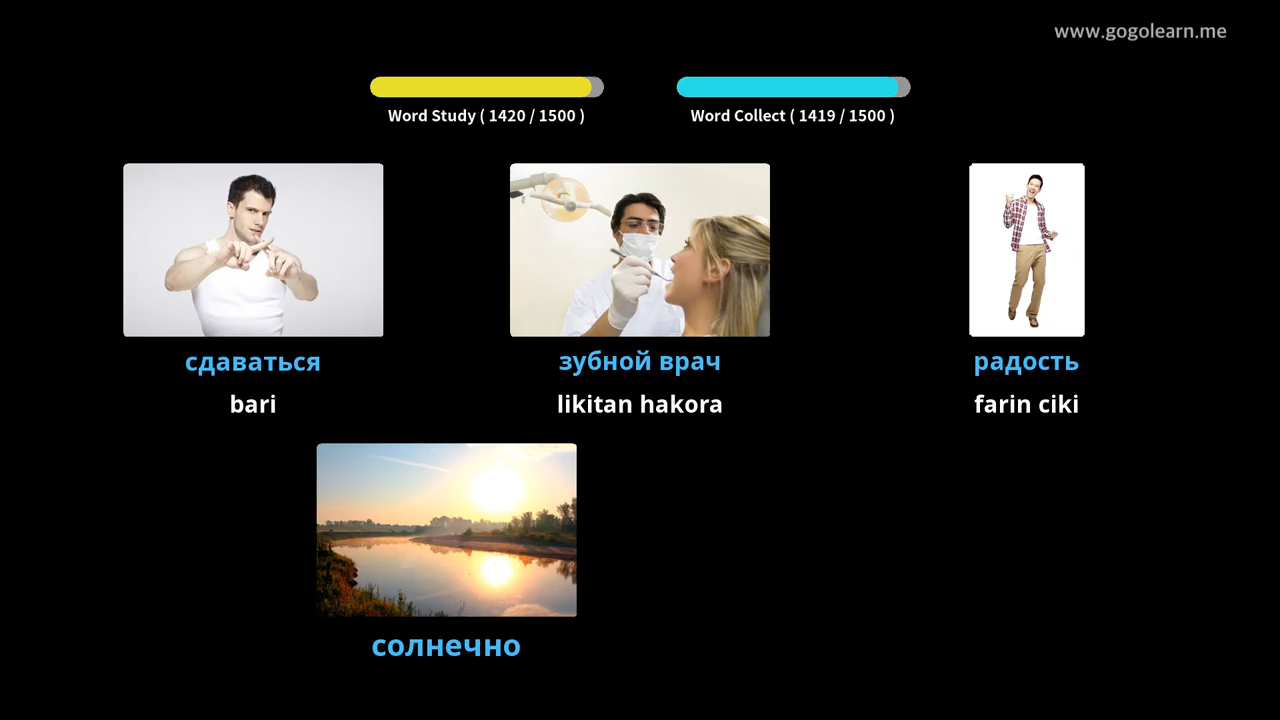 www.gogolearn.me
Word Study ( 1420 / 1500 )
Word Collect ( 1419 / 1500 )
сдаваться
зубной врач
радость
bari
likitan hakora
farin ciki
солнечно